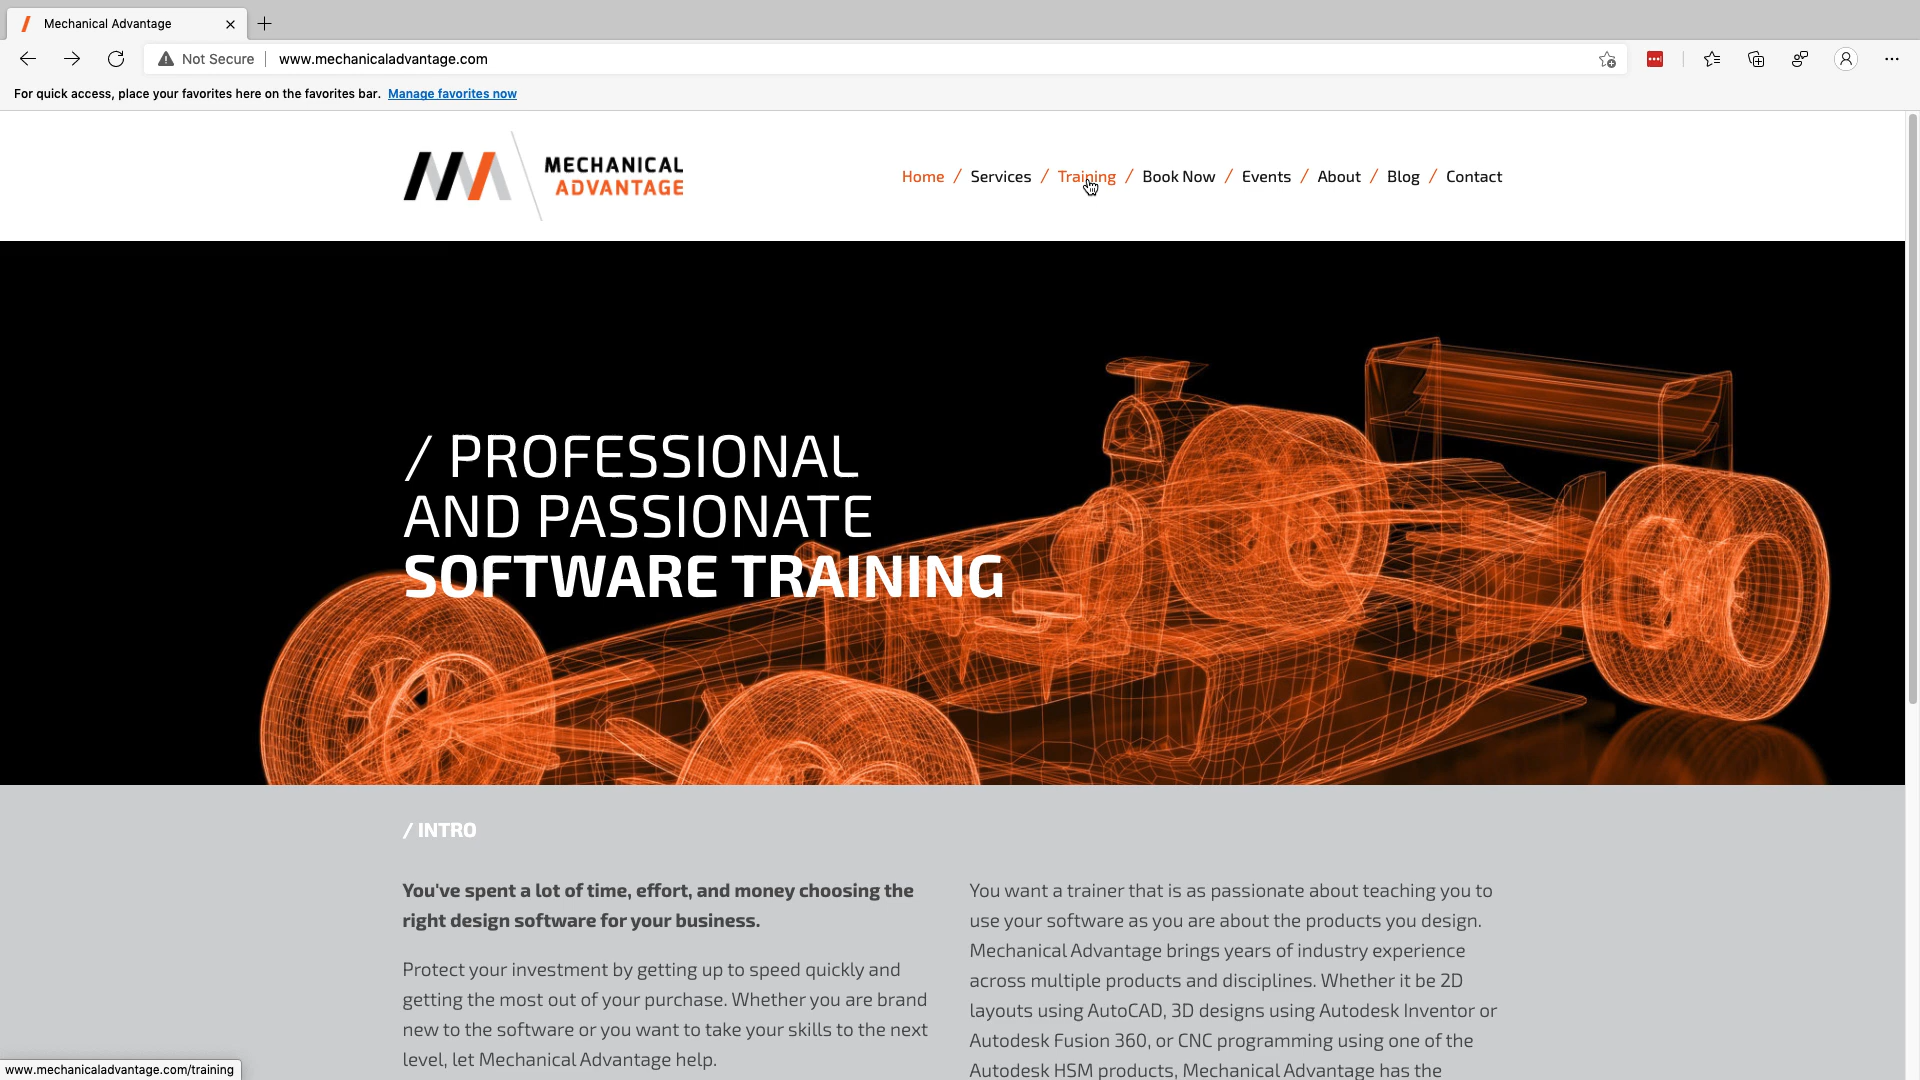 Mechanical Advantage
Not Secure
www.mechanicaladvantage.com
For quick access, place your favorites here on the favorites bar. Manage favorites now
MECHANICAL
ADVANTAGE
Home / Services / Training / Book Now / Events / About / Blog / Contact
/ PROFESSIONAL
AND PASSIONATE
SOFTWARE TRAINING
/ INTRO
You've spent a lot of time, effort, and money choosing the
right design software for your business.
Protect your investment by getting up to speed quickly and
getting the most out of your purchase. Whether you are brand
new to the software or you want to take your skills to the next
level, let Mechanical Advantage help.
You want a trainer that is as passionate about teaching you to
use your software as you are about the products you design.
Mechanical Advantage brings years of industry experience
across multiple products and disciplines. Whether it be 2D
layouts using AutoCAD, 3D designs using Autodesk Inventor or
Autodesk Fusion 360, or CNC programming using one of the
Autodesk HSM products, Mechanical Advantage has the
www.mechanicaladvantage.com/training